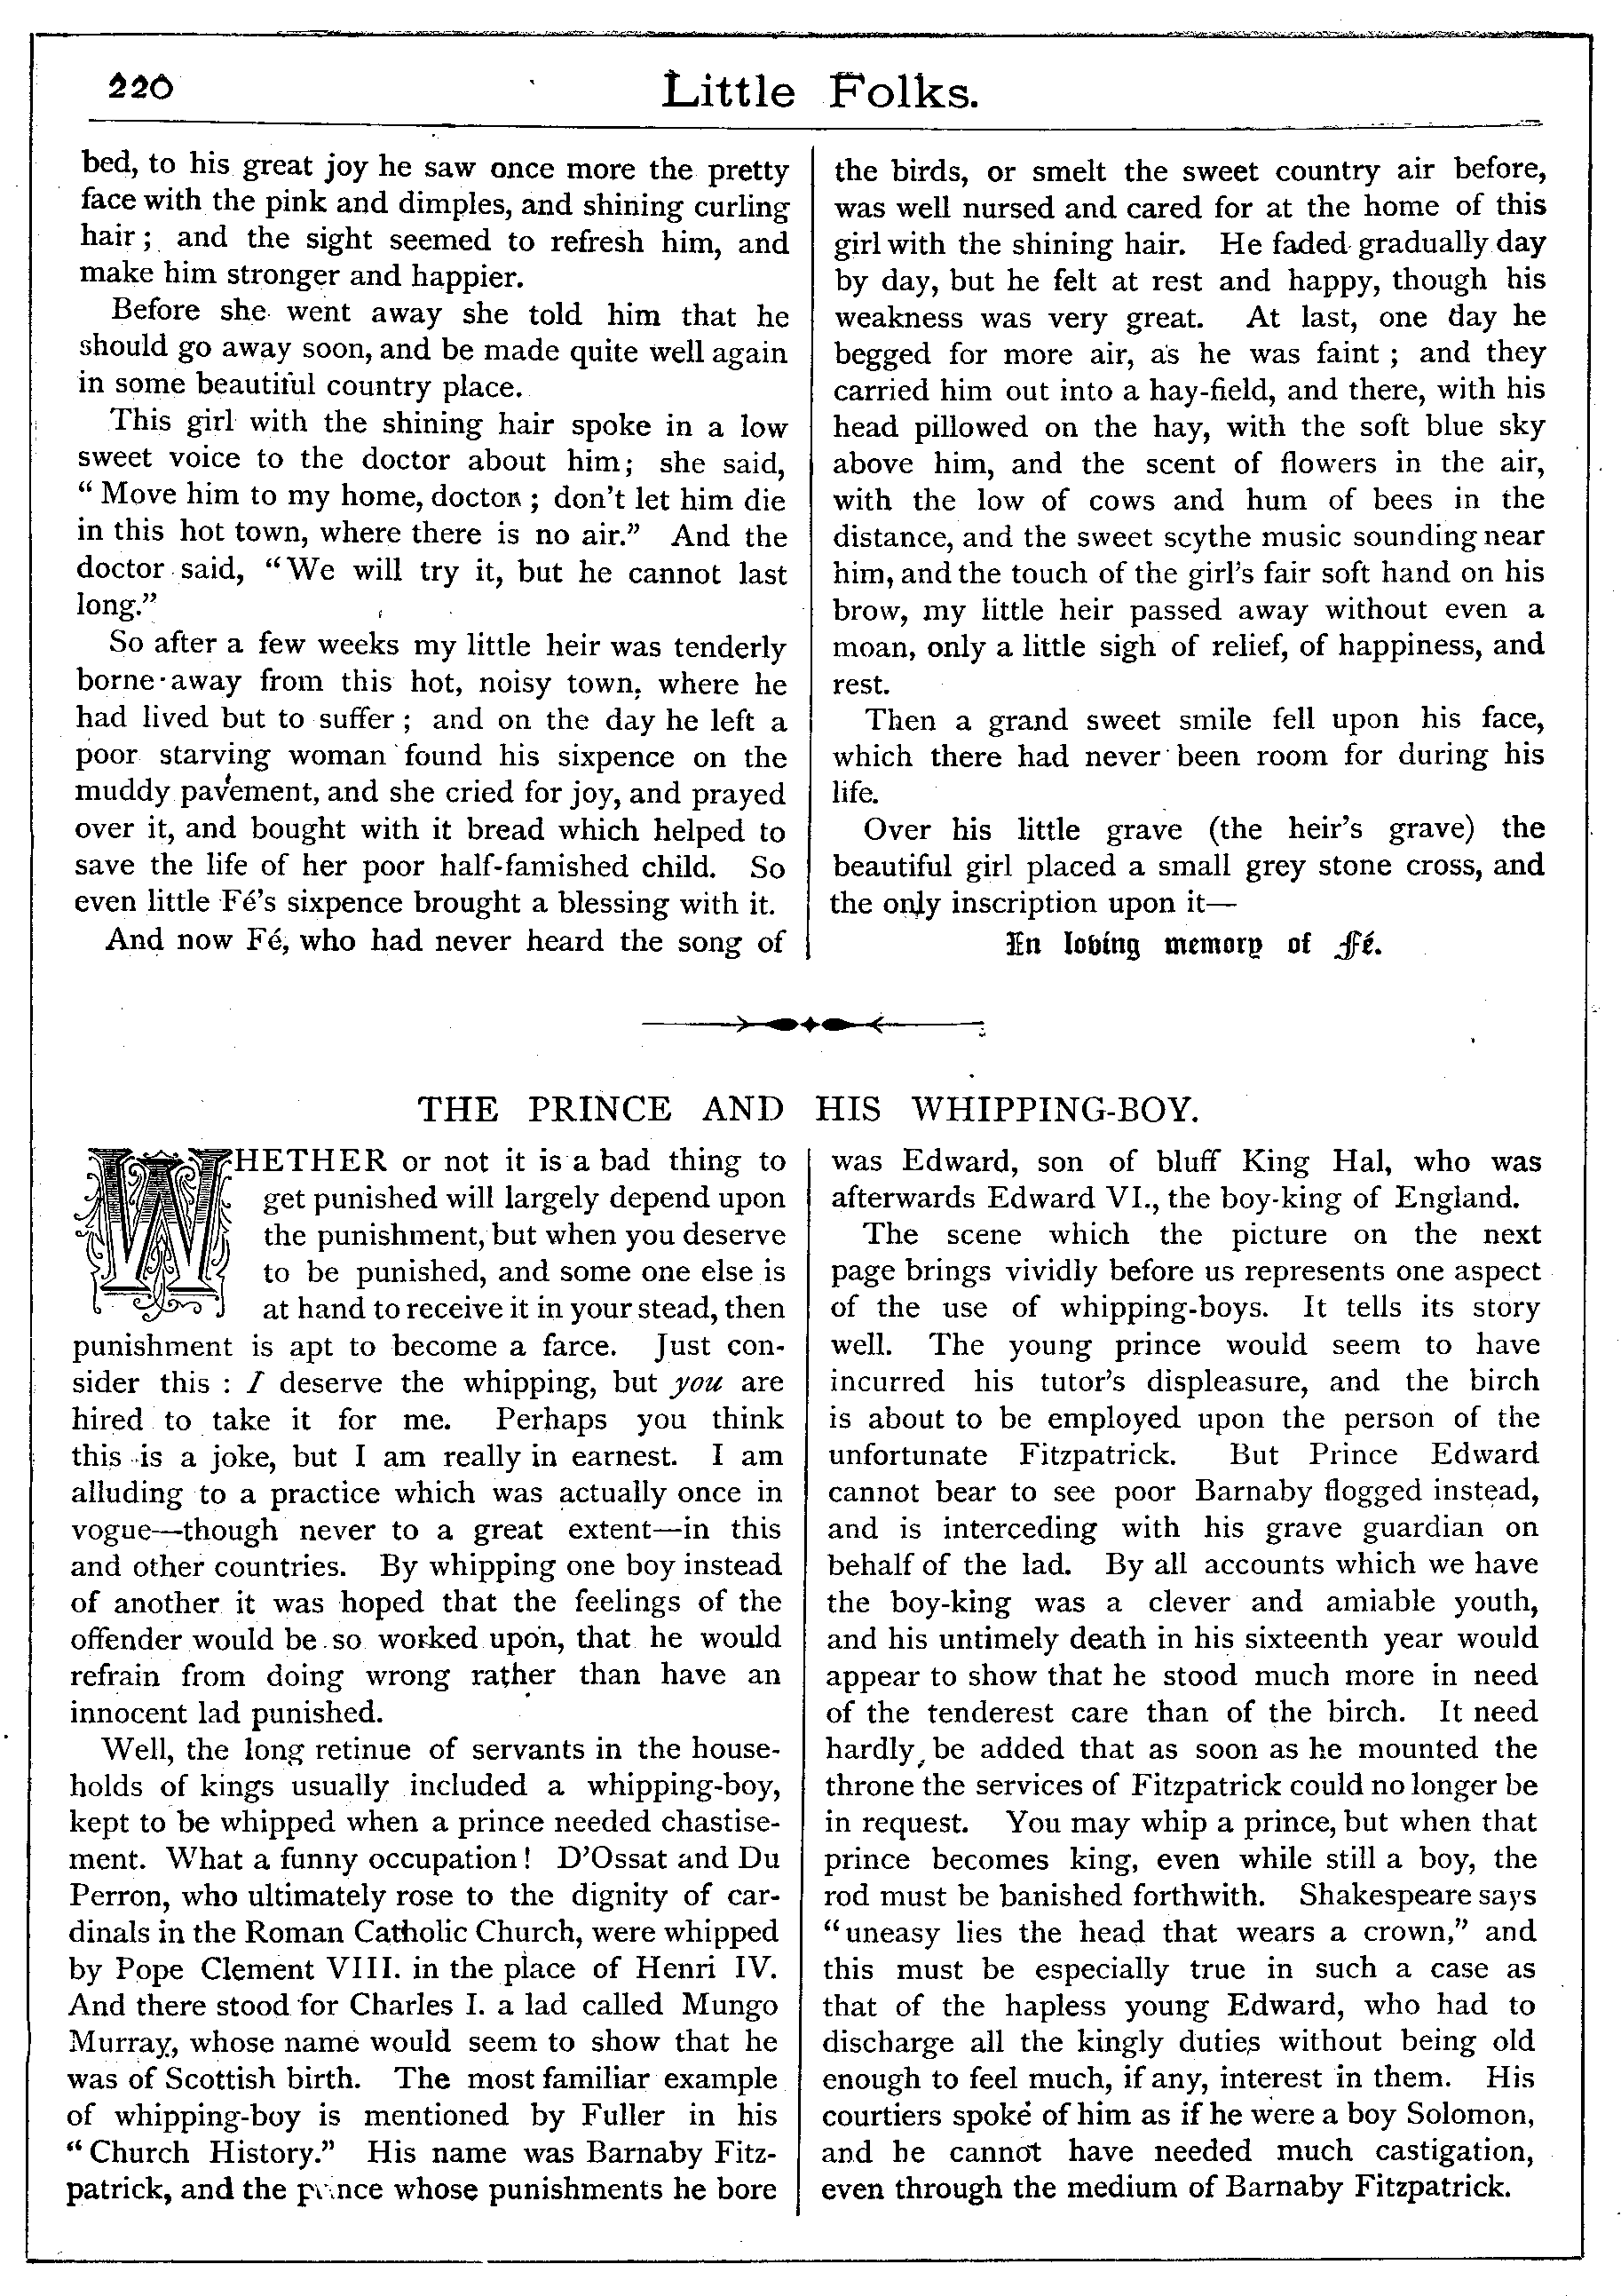 220
Little Folks.
bed, to his great joy he saw once more the pretty
face with the pink and dimples, and shining curling
hair; and the sight seemed to refresh him, and
make him stronger and happier.
Before she went away she told him that he
should go away soon, and be made quite well again
in some beautiful country place.
This girl with the shining hair spoke in a low
sweet voice to the doctor about him; she said,
"Move him to my home, doctor; don't let him die
in this hot town, where there is no air." And the
doctor said, "We will try it, but he cannot last
long."
So after a few weeks my little heir was tenderly
borne away from this hot, noisy town, where he
had lived but to suffer; and on the day he left a
poor starving woman found his sixpence on the
muddy pavement, and she cried for joy, and prayed
over it, and bought with it bread which helped to
save the life of her poor half-famished child. So
even little Fé's sixpence brought a blessing with it.
And now Fé, who had never heard the song of
the birds, or smelt the sweet country air before,
was well nursed and cared for at the home of this
girl with the shining hair. He faded gradually day
by day, but he felt at rest and happy, though his
weakness was very great. At last, one day he
begged for more air, as he was faint; and they
carried him out into a hay-field, and there, with his
head pillowed on the hay, with the soft blue sky
above him, and the scent of flowers in the air,
with the low of cows and hum of bees in the
distance, and the sweet scythe music sounding near
him, and the touch of the girl's fair soft hand on his
brow, my little heir passed away without even a
moan, only a little sigh of relief, of happiness, and
rest.
Then a grand sweet smile fell upon his face,
which there had never been room for during his
life.
Over his little grave (the heir's grave) the
beautiful girl placed a small grey stone cross, and
the only inscription upon it—
In loving memory of Fé.
THE PRINCE AND HIS WHIPPING-BOY.
WHETHER or not it is a bad thing to
get punished will largely depend upon
the punishment, but when you deserve
to be punished, and some one else is
at hand to receive it in your stead, then
punishment is apt to become a farce. Just con-
sider this: I deserve the whipping, but you are
hired to take it for me. Perhaps you think
this is a joke, but I am really in earnest. I am
alluding to a practice which was actually once in
vogue—though never to a great extent—in this
and other countries. By whipping one boy instead
of another it was hoped that the feelings of the
offender would be so worked upon, that he would
refrain from doing wrong rather than have an
innocent lad punished.
Well, the long retinue of servants in the house-
holds of kings usually included a whipping-boy,
kept to be whipped when a prince needed chastise-
ment. What a funny occupation! D'Ossat and Du
Perron, who ultimately rose to the dignity of car-
dinals in the Roman Catholic Church, were whipped
by Pope Clement VIII. in the place of Henri IV.
And there stood for Charles I. a lad called Mungo
Murray, whose name would seem to show that he
was of Scottish birth. The most familiar example
of whipping-boy is mentioned by Fuller in his
"Church History." His name was Barnaby Fitz-
patrick, and the prince whose punishments he bore
was Edward, son of bluff King Hal, who was
afterwards Edward VI., the boy-king of England.
The scene which the picture on the next
page brings vividly before us represents one aspect
of the use of whipping-boys. It tells its story
well. The young prince would seem to have
incurred his tutor's displeasure, and the birch
is about to be employed upon the person of the
unfortunate Fitzpatrick. But Prince Edward
cannot bear to see poor Barnaby flogged instead,
and is interceding with his grave guardian on
behalf of the lad. By all accounts which we have
the boy-king was a clever and amiable youth,
and his untimely death in his sixteenth year would
appear to show that he stood much more in need
of the tenderest care than of the birch. It need
hardly be added that as soon as he mounted the
throne the services of Fitzpatrick could no longer be
in request. You may whip a prince, but when that
prince becomes king, even while still a boy, the
rod must be banished forthwith. Shakespeare says
"uneasy lies the head that wears a crown," and
this must be especially true in such a case as
that of the hapless young Edward, who had to
discharge all the kingly duties without being old
enough to feel much, if any, interest in them. His
courtiers spoke of him as if he were a boy Solomon,
and he cannot have needed much castigation,
even through the medium of Barnaby Fitzpatrick.